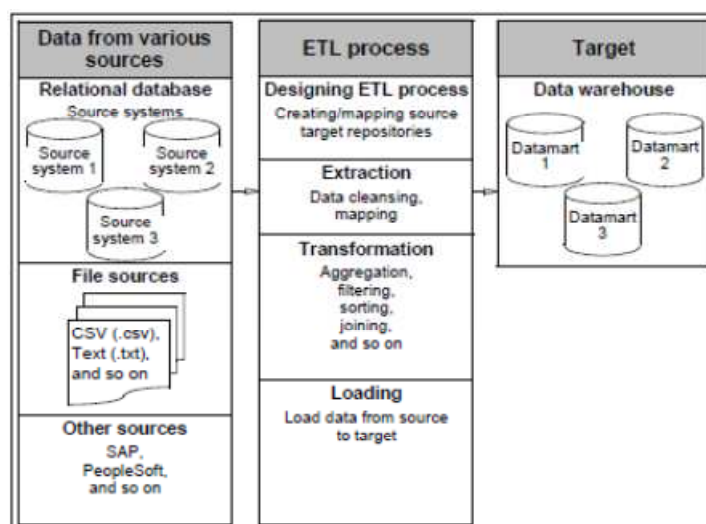 Data from various
sources
Relational database
Source systems
Source
system 1
Source
system 2
Source
system 3
File sources
CSV (.csv),
Text (.txt),
and so on
Other sources
SAP,
PeopleSoft,
and so on
ETL process
Designing ETL process
Creating/mapping source
target repositories
Extraction
Data cleansing,
mapping
Transformation
Aggregation,
filtering,
sorting,
joining,
and so on
Loading
Load data from source
to target
Target
Data warehouse
Datamart
1
Datamart
2
Datamart
3